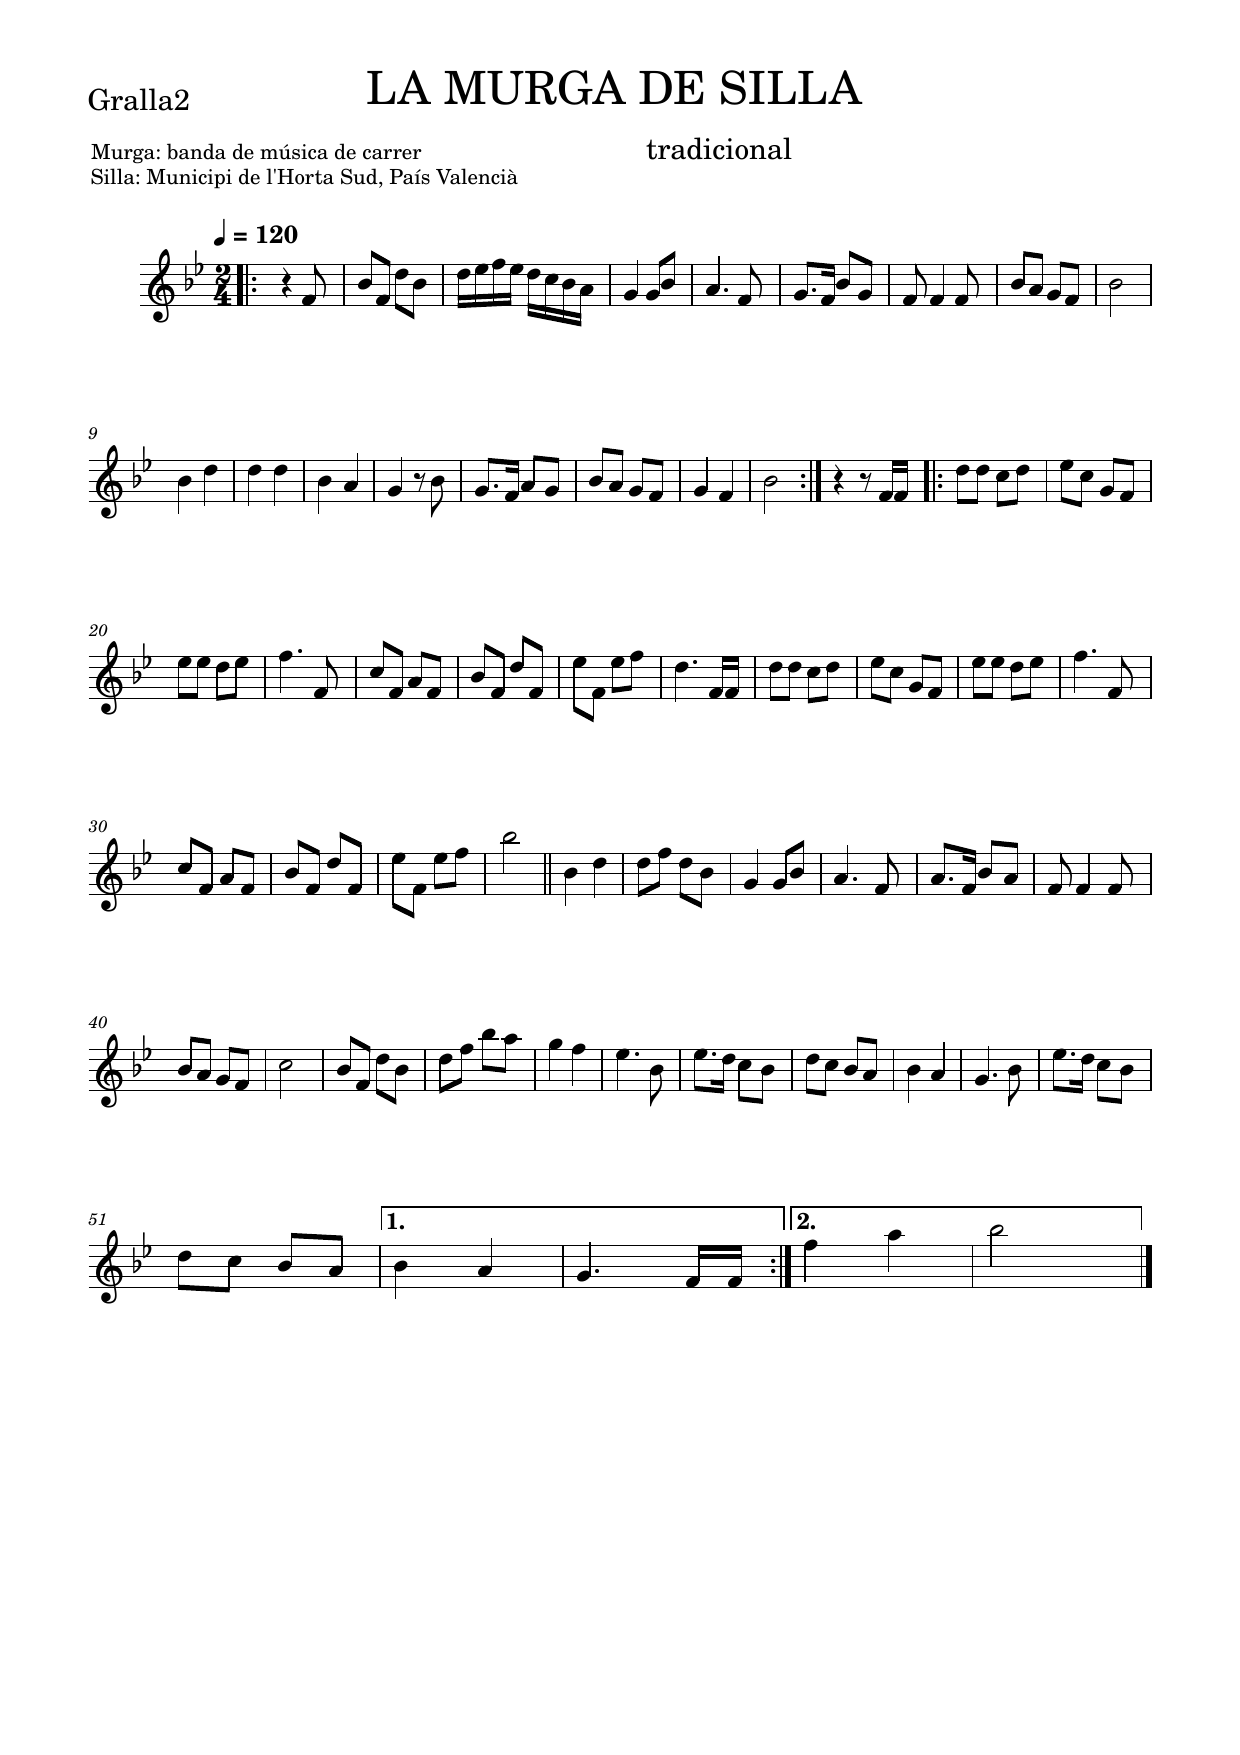 LA MURGA DE SILLA
Gralla2
tradicional
Murga: banda de música de carrer
Silla: Municipi de l'Horta Sud, País Valencià
= 120
2
4
9
20
30
40
51
1.
2.